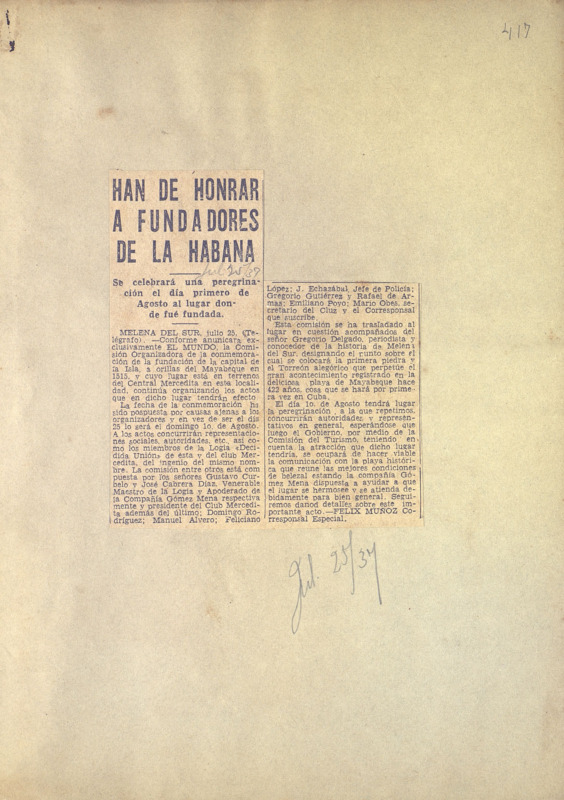 417
HAN DE HONRAR
A FUNDADORES
DE LA HABANA
Jul 25/37
Se celebrará una peregrina-
ción el día primero de
Agosto al lugar don-
de fué fundada.
MELENA DEL SUR, julio 25, (Te-
légrafo). —Conforme anunciara ex-
clusivamente EL MUNDO, la Comi-
sión Organizadora de la conmemora-
ción de la fundación de la capital de
la Isla, a orillas del Mayabeque en
1515, y cuyo lugar está en terrenos
del Central Mercedita en esta locali-
dad, continúa organizando los actos
que en dicho lugar tendrán efecto
La fecha de la conmemoración ha
sido pospuesta por causas ajenas a los
organizadores y en vez de ser el día
25 lo será el domingo 1o. de Agosto.
A los actos concurrirán representacio-
nes sociales, autoridades, etc. así co-
mo los miembros de la Logia «Deci-
dida Unión» de ésta y del club Mer-
cedita, del ingenio del mismo nom-
bre. La comisión entre otros está com
puesta por los señores Gustavo Cur-
belo y José Cabrera Díaz, Venerable
Maestro de la Logia y Apoderado de
la Compañía Gómez Mena respectiva
mente y presidente del Club Mercedi-
ta además del último; Domingo Ro-
dríguez; Manuel Alvero; Feliciano
López; J. Echazábal, Jefe de Policía;
Gregorio Gutiérrez y Rafael de Ar-
mas; Emiliano Poyo; Mario Obes, se-
cretario del Cluz y el Corresponsal
que suscribe.
Esta comisión se ha trasladado al
lugar en cuestión acompañados del
señor Gregorio Delgado, periodista y
conocedor de la historia de Melena
del Sur, designando el punto sobre el
cual se colocará la primera piedra y
el Torreón alegórico que perpetúe el
gran acontecimiento registrado en la
deliciosa playa de Mayabeque hace
422 años, cosa que se hará por prime-
ra vez en Cuba.
El día 1o. de Agosto tendrá lugar
la peregrinación, a la que repetimos,
concurrirán autoridades y represen-
tativos en general, esperándose que
luego el Gobierno, por medio de la
Comisión del Turismo, teniendo en
cuenta la atracción que dicho lugar
tendría, se ocupará de hacer viable
la comunicación con la playa históri-
ca que reune las mejores condiciones
de belezal estando la compañía Gó-
mez Mena dispuesta a ayudar a que
el lugar se hermosee y se atienda de-
bidamente para bien general. Segui-
remos danod detalles sobre este im-
portante acto.—FELIX MUÑOZ Co-
rresponsal Especial.
Jul. 25/37